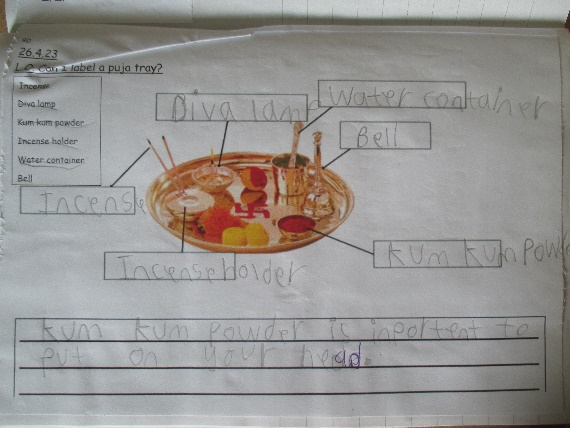 26.4.23
L.O. Can I label a puja tray?
Incense
Diva lamp
Kum kum powder
Incense holder
Water container
Bell
Diva lamp
Water container
Bell
Incense
Incense holder
Kum kum Powder
Kum kum powder is inportent to
put on your head.